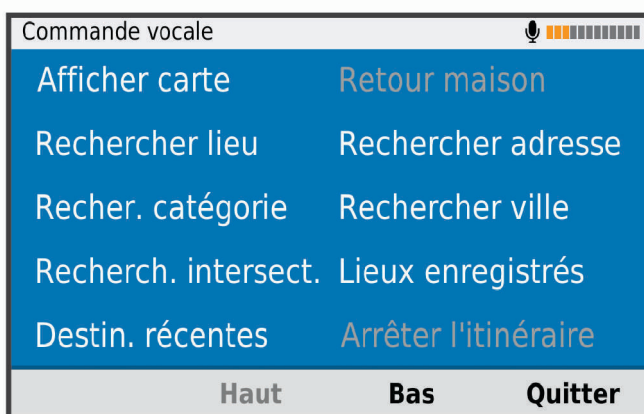 Commande vocale
Afficher carte Retour maison
Rechercher lieu Rechercher adresse
Recher. catégorie Rechercher ville
Recherch. intersect. Lieux enregistrés
Destin. récentes Arrêter l'itinéraire
Haut Bas Quitter